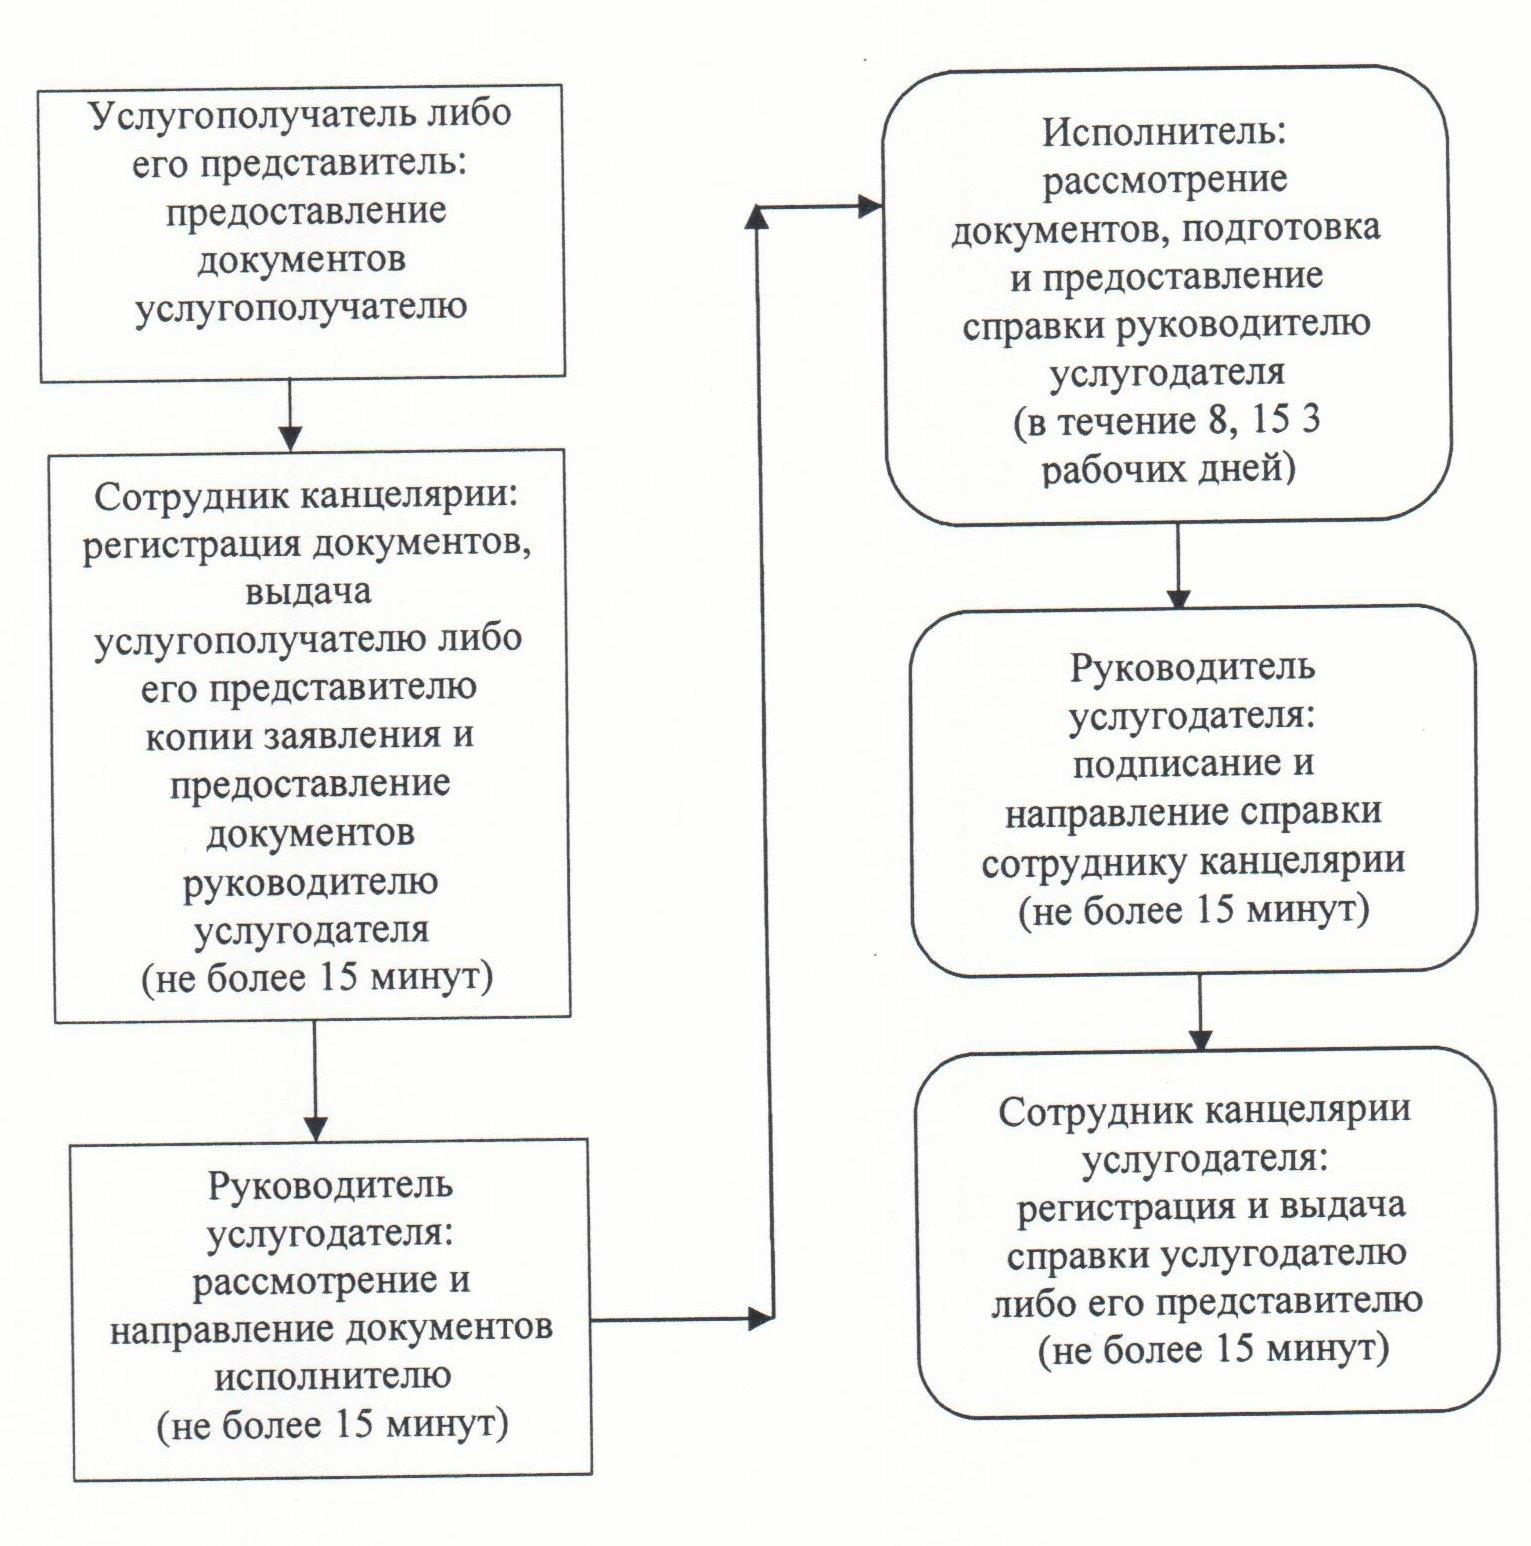 Услугополучатель либо
его представитель:
предоставление
документов
услугополучателю
Сотрудник канцелярии:
регистрация документов,
выдача
услугополучателю либо
его представителю
копии заявления и
предоставление
документов
руководителю
услугодателя
(не более 15 минут)
Руководитель
услугодателя:
рассмотрение и
направление документов
исполнителю
(не более 15 минут)
Исполнитель:
рассмотрение
документов, подготовка
и предоставление
справки руководителю
услугодателя
(в течение 8, 15 3
рабочих дней)
Руководитель
услугодателя:
подписание и
направление справки
сотруднику канцелярии
(не более 15 минут)
Сотрудник канцелярии
услугодателя:
регистрация и выдача
справки услугодателю
либо его представителю
(не более 15 минут)